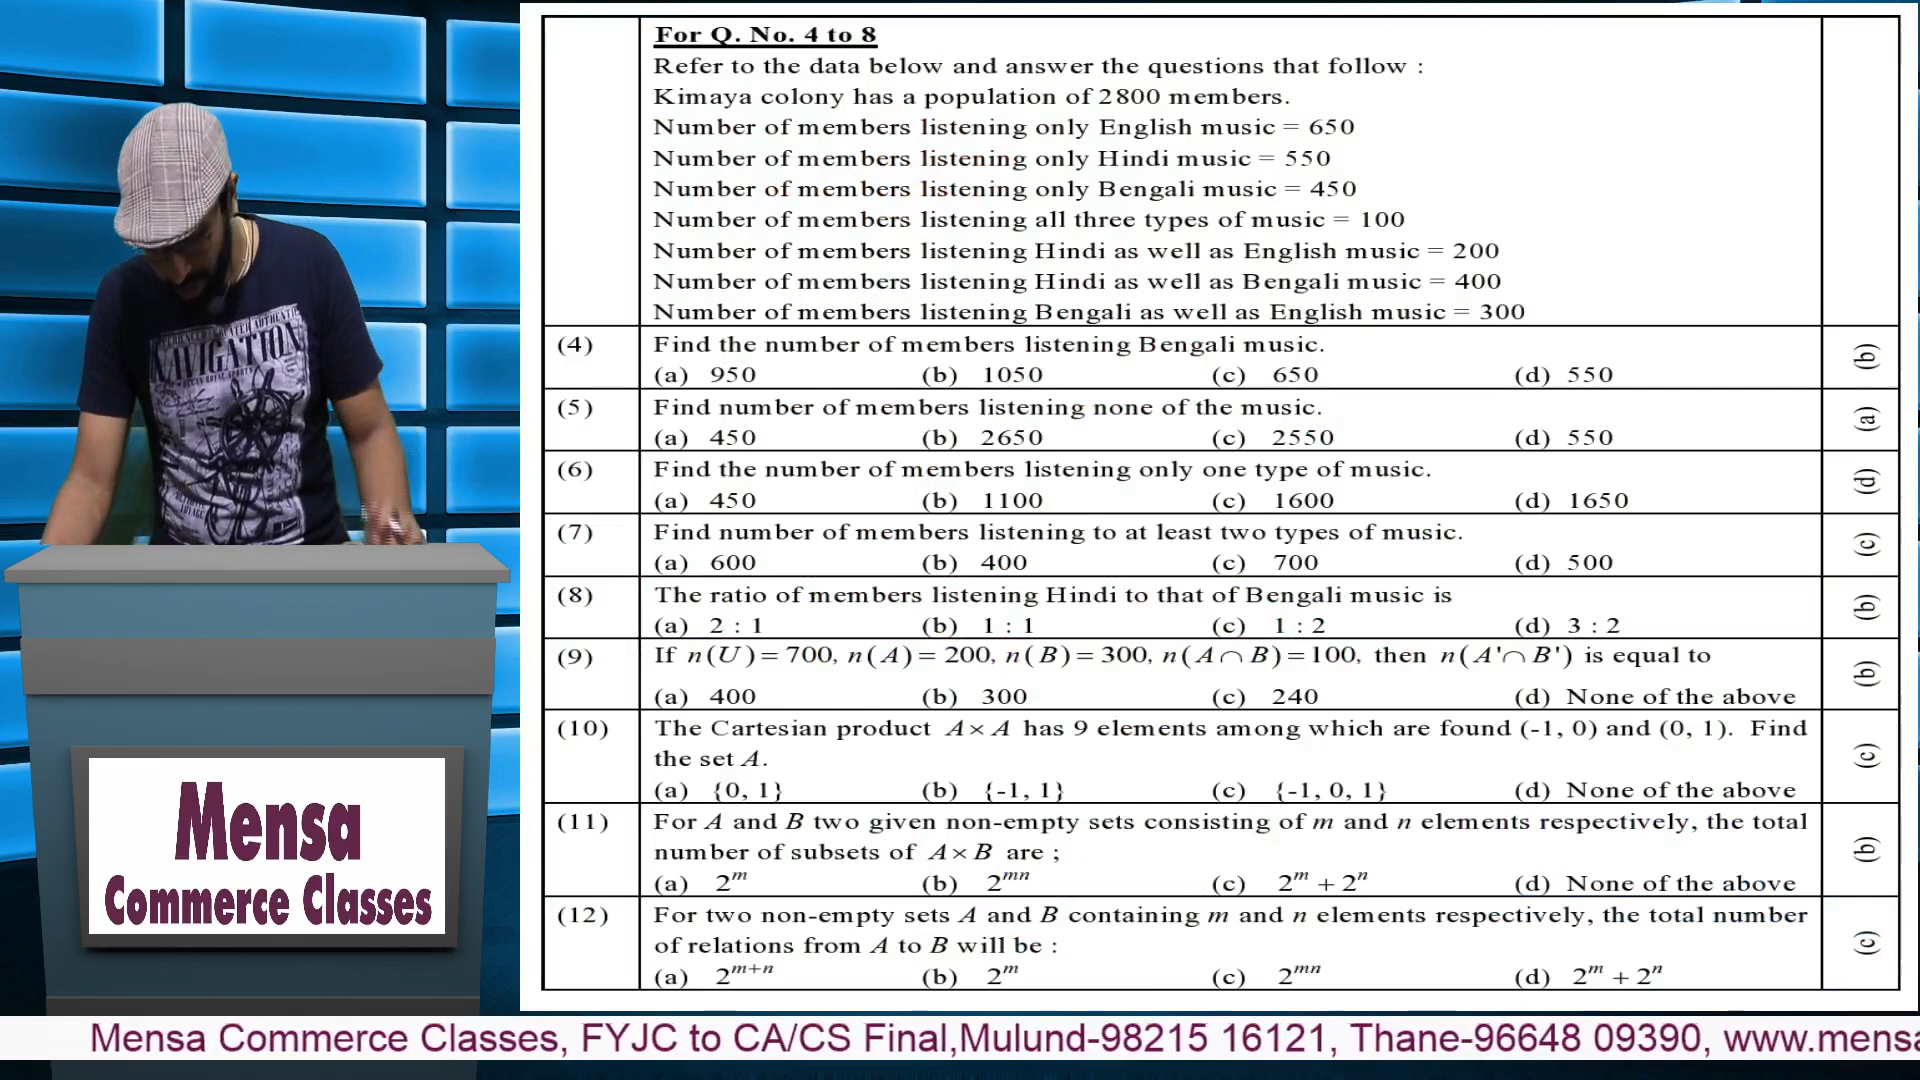 For Q. No. 4 to 8
Refer to the data below and answer the questions that follow :
Kimaya colony has a population of 2800 members.
Number of members listening only English music = 650
Number of members listening only Hindi music = 550
Number of members listening only Bengali music = 450
Number of members listening all three types of music = 100
Number of members listening Hindi as well as English music = 200
Number of members listening Hindi as well as Bengali music = 400
Number of members listening Bengali as well as English music = 300
(4) Find the number of members listening Bengali music. (b)
(a) 950 (b) 1050 (c) 650 (d) 550
(5) Find number of members listening none of the music. (a)
(a) 450 (b) 2650 (c) 2550 (d) 550
(6) Find the number of members listening only one type of music. (d)
(a) 450 (b) 1100 (c) 1600 (d) 1650
(7) Find number of members listening to at least two types of music. (c)
(a) 600 (b) 400 (c) 700 (d) 500
(8) The ratio of members listening Hindi to that of Bengali music is (b)
(a) 2 : 1 (b) 1 : 1 (c) 1 : 2 (d) 3 : 2
(9) If n(U) = 700, n(A) = 200, n(B) = 300, n(A∩B) = 100, then n(A'∩B') is equal to (b)
(a) 400 (b) 300 (c) 240 (d) None of the above
(10) The Cartesian product A×A has 9 elements among which are found (-1, 0) and (0, 1). Find
the set A. (c)
(a) {0, 1} (b) {-1, 1} (c) {-1, 0, 1} (d) None of the above
(11) For A and B two given non-empty sets consisting of m and n elements respectively, the total
number of subsets of A×B are ; (b)
(a) 2^m (b) 2^mn (c) 2^m + 2^n (d) None of the above
(12) For two non-empty sets A and B containing m and n elements respectively, the total number
of relations from A to B will be : (c)
(a) 2^m+n (b) 2^m (c) 2^mn (d) 2^m + 2^n
NAVIGATION
Mensa
Commerce Classes
Mensa Commerce Classes, FYJC to CA/CS Final,Mulund-98215 16121, Thane-96648 09390, www.mensa